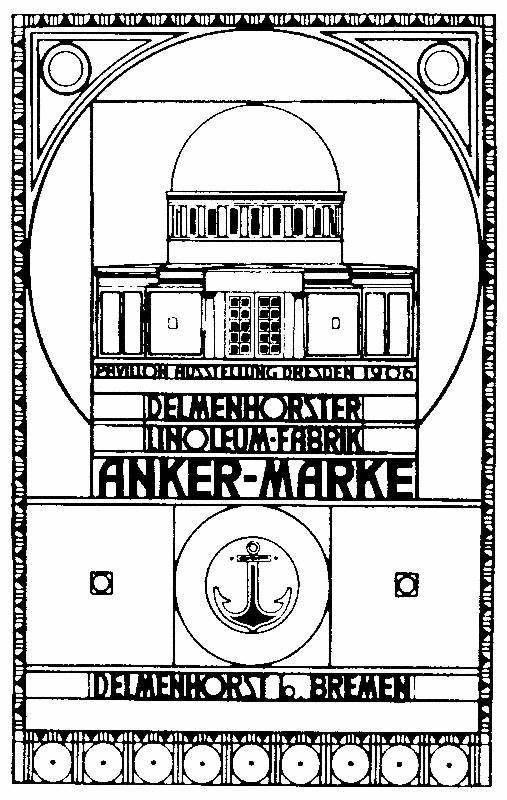 PAVILLON AUSSTELLUNG DRESDEN 1906
DELMENHORSTER
LINOLEUM-FABRIK
ANKER-MARKE
DELMENHORST b. BREMEN